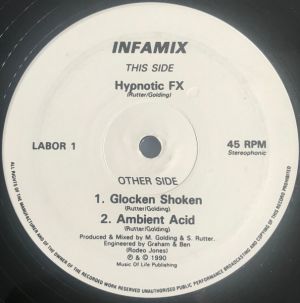 INFAMIX
THIS SIDE
Hypnotic FX
(Rutter/Golding)
LABOR 1
45 RPM
Stereophonic
OTHER SIDE
1. Glocken Shoken
(Rutter/Golding)
2. Ambient Acid
(Rutter/Golding)
Produced & Mixed by M. Golding & S. Rutter.
Engineered by Graham & Ben
(Rodeo Jones)
℗ & © 1990
Music Of Life Publishing
ALL RIGHTS OF THE MANUFACTURER AND OF THE OWNER OF THE RECORDED WORK RESERVED UNAUTHORISED PUBLIC PERFORMANCE BROADCASTING AND COPYING OF THIS RECORD PROHIBITED